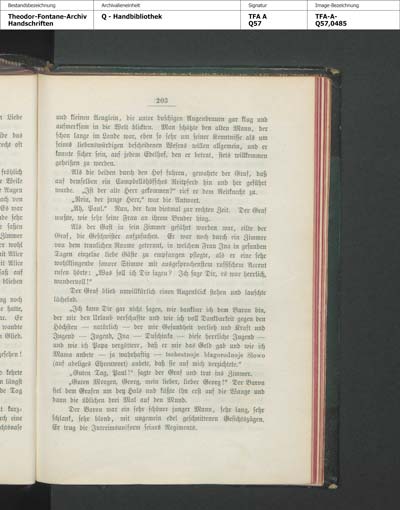 Bestandsbezeichnung
Archivalieneinheit
Signatur
Image-Bezeichnung
Theodor-Fontane-Archiv
Handschriften
Q - Handbibliothek
TFA A
Q57
TFA-A-
Q57,0485
203
und kleinen Aeuglein, die unter buschigen Augenbrauen gar klug und
aufmerksam in die Welt blickten. Man schätzte den alten Mann, der
schon lange im Lande war, eben so sehr um seiner Kenntnisse als um
seines liebenswürdigen bescheidenen Wesens willen allgemein, und er
konnte sicher sein, auf jedem Edelhof, den er betrat, stets willkommen
geheißen zu werden.
Als die beiden durch den Hof fuhren, gewahrte der Graf, daß
auf demselben ein Campbellshöffsches Reitpferd hin und her geführt
wurde. „Ist der alte Herr gekommen?“ rief er dem Reitknecht zu.
„Nein, der junge Herr,“ war die Antwort.
„Ah, Paul.“ Nun, der kam diesmal zur rechten Zeit. Der Graf
wußte, wie sehr seine Frau an ihrem Bruder hing.
Als der Gast in sein Zimmer geführt worden war, eilte der
Graf, die Geschwister aufzusuchen. Er war noch durch ein Zimmer
von dem traulichen Raume getrennt, in welchem Frau Ina in gesunden
Tagen einzelne liebe Gäste zu empfangen pflegte, als er eine sehr
wohlklingende sonore Stimme mit ausgesprochenstem russischem Accent
rufen hörte: „Was soll ich Dir sagen? Ich sage Dir, es war herrlich,
wundervoll!“
Der Graf blieb unwillkürlich einen Augenblick stehen und lauschte
lächelnd.
„Ich kann Dir gar nicht sagen, wie dankbar ich dem Baron bin,
der mir den Urlaub verschaffte und wie ich voll Dankbarkeit gegen den
Höchsten — natürlich — der mir Gesundheit verlieh und Kraft und
Jugend — Jugend, Ina — Duschinka — diese herrliche Jugend —
und wie ich Papa vergöttere, daß er mir das Geld gab und wie ich
Mama anbete — ja wahrhaftig — blagorodnoje slowo
(auf adeliges Ehrenwort) anbete, daß sie auf mich verzichtete.“
„Guten Tag, Paul!“ sagte der Graf und trat ins Zimmer.
„Guten Morgen, Georg, mein lieber, lieber Georg!“ Der Baron
fiel dem Grafen um den Hals und küßte ihn erst auf die Wange und
dann die üblichen drei Mal auf den Mund.
Der Baron war ein sehr schöner junger Mann, sehr lang, sehr
schlank, sehr blond, mit ungemein edel geschnittenen Gesichtszügen.
Er trug die Interimsuniform seines Regiments.